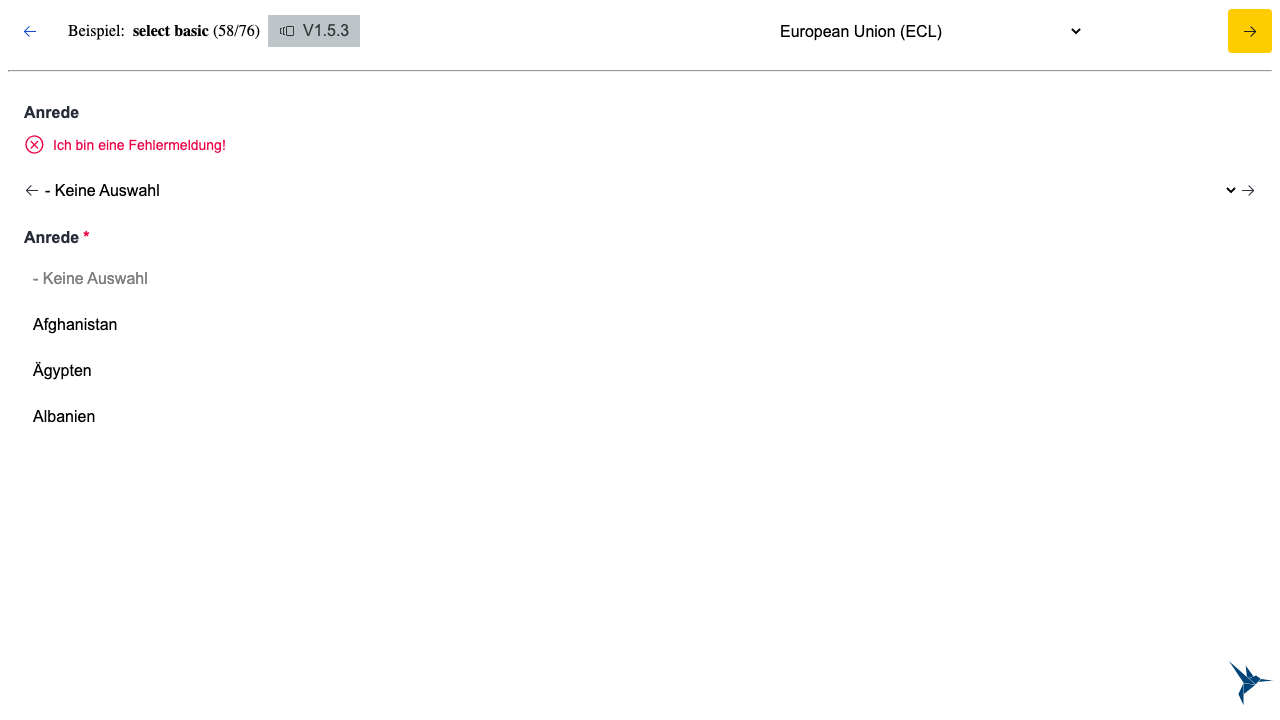 Beispiel: select basic (58/76) V1.5.3 European Union (ECL)
Anrede
Ich bin eine Fehlermeldung!
- Keine Auswahl
Anrede *
- Keine Auswahl
Afghanistan
Ägypten
Albanien